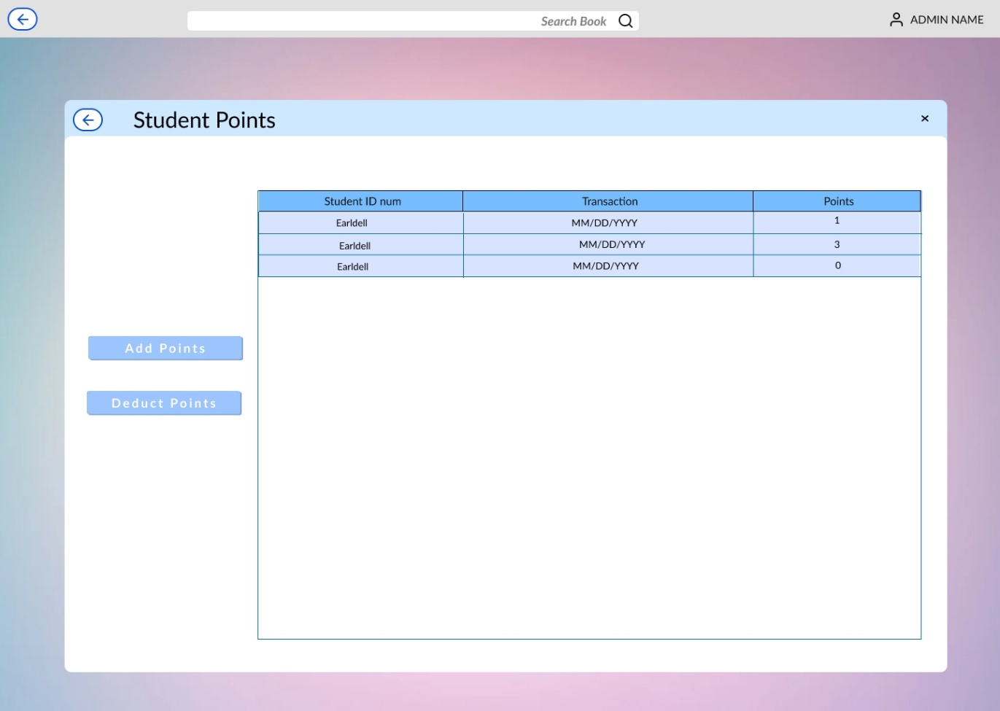 Search Book
ADMIN NAME
Student Points
Student ID num Transaction Points
Earldell MM/DD/YYYY 1
Earldell MM/DD/YYYY 3
Earldell MM/DD/YYYY 0
Add Points
Deduct Points